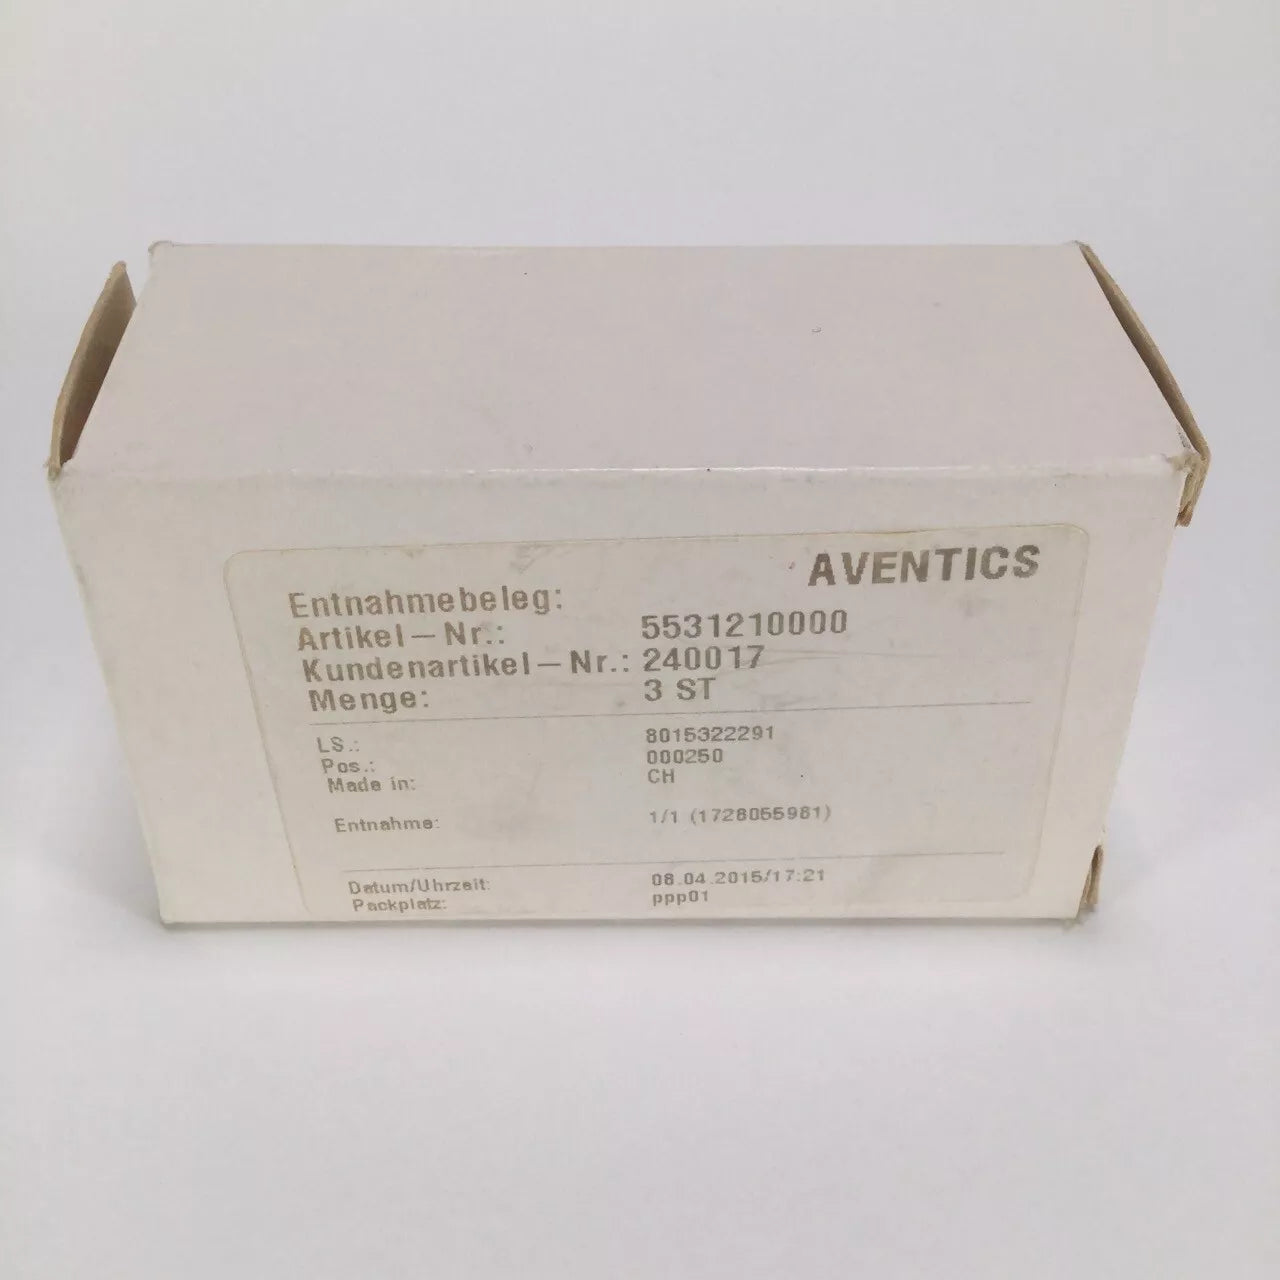 AVENTICS
Entnahmebeleg:
Artikel-Nr.: 5531210000
Kundenartikel-Nr.: 240017
Menge: 3 ST
LS.: 8015322291
Pos.: 000250
Made in: CH
Entnahme: 1/1 (1728055981)
Datum/Uhrzeit: 08.04.2015/17:21
Packplatz: ppp01